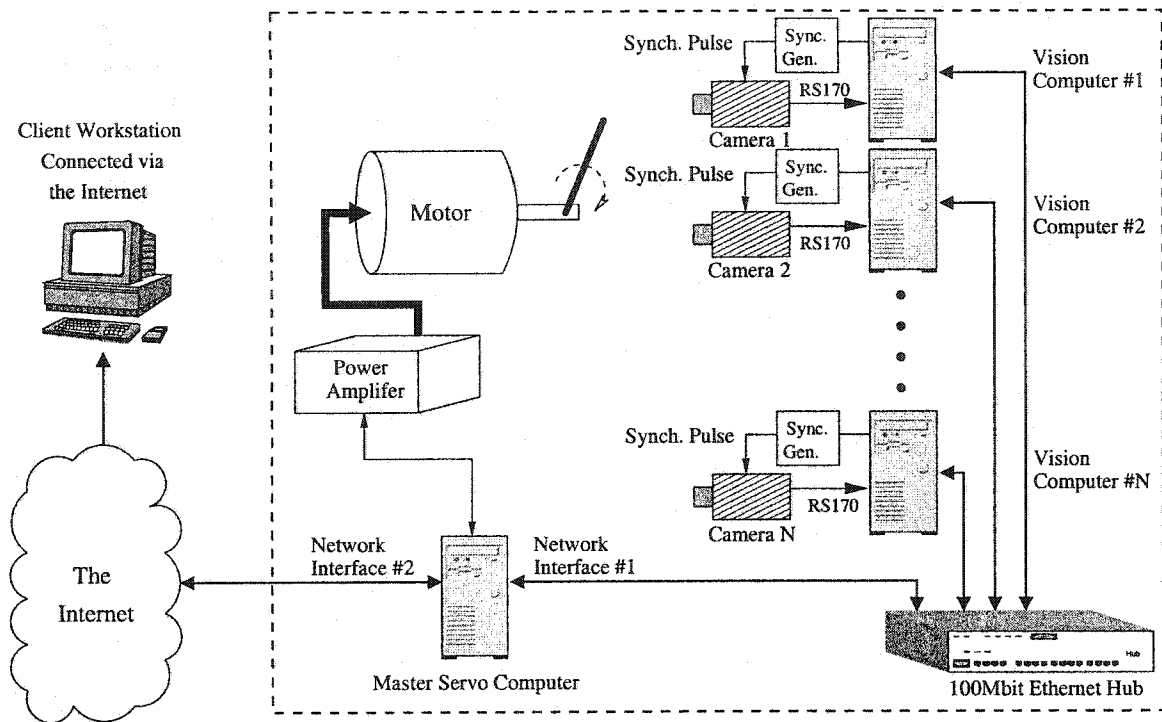 Client Workstation
Connected via
the Internet
Motor
Power
Amplifer
Synch. Pulse
Sync.
Gen.
RS170
Camera 1
Vision
Computer #1
Synch. Pulse
Sync.
Gen.
RS170
Camera 2
Vision
Computer #2
Synch. Pulse
Sync.
Gen.
RS170
Camera N
Vision
Computer #N
The
Internet
Network
Interface #2
Network
Interface #1
Master Servo Computer
Hub
100Mbit Ethernet Hub